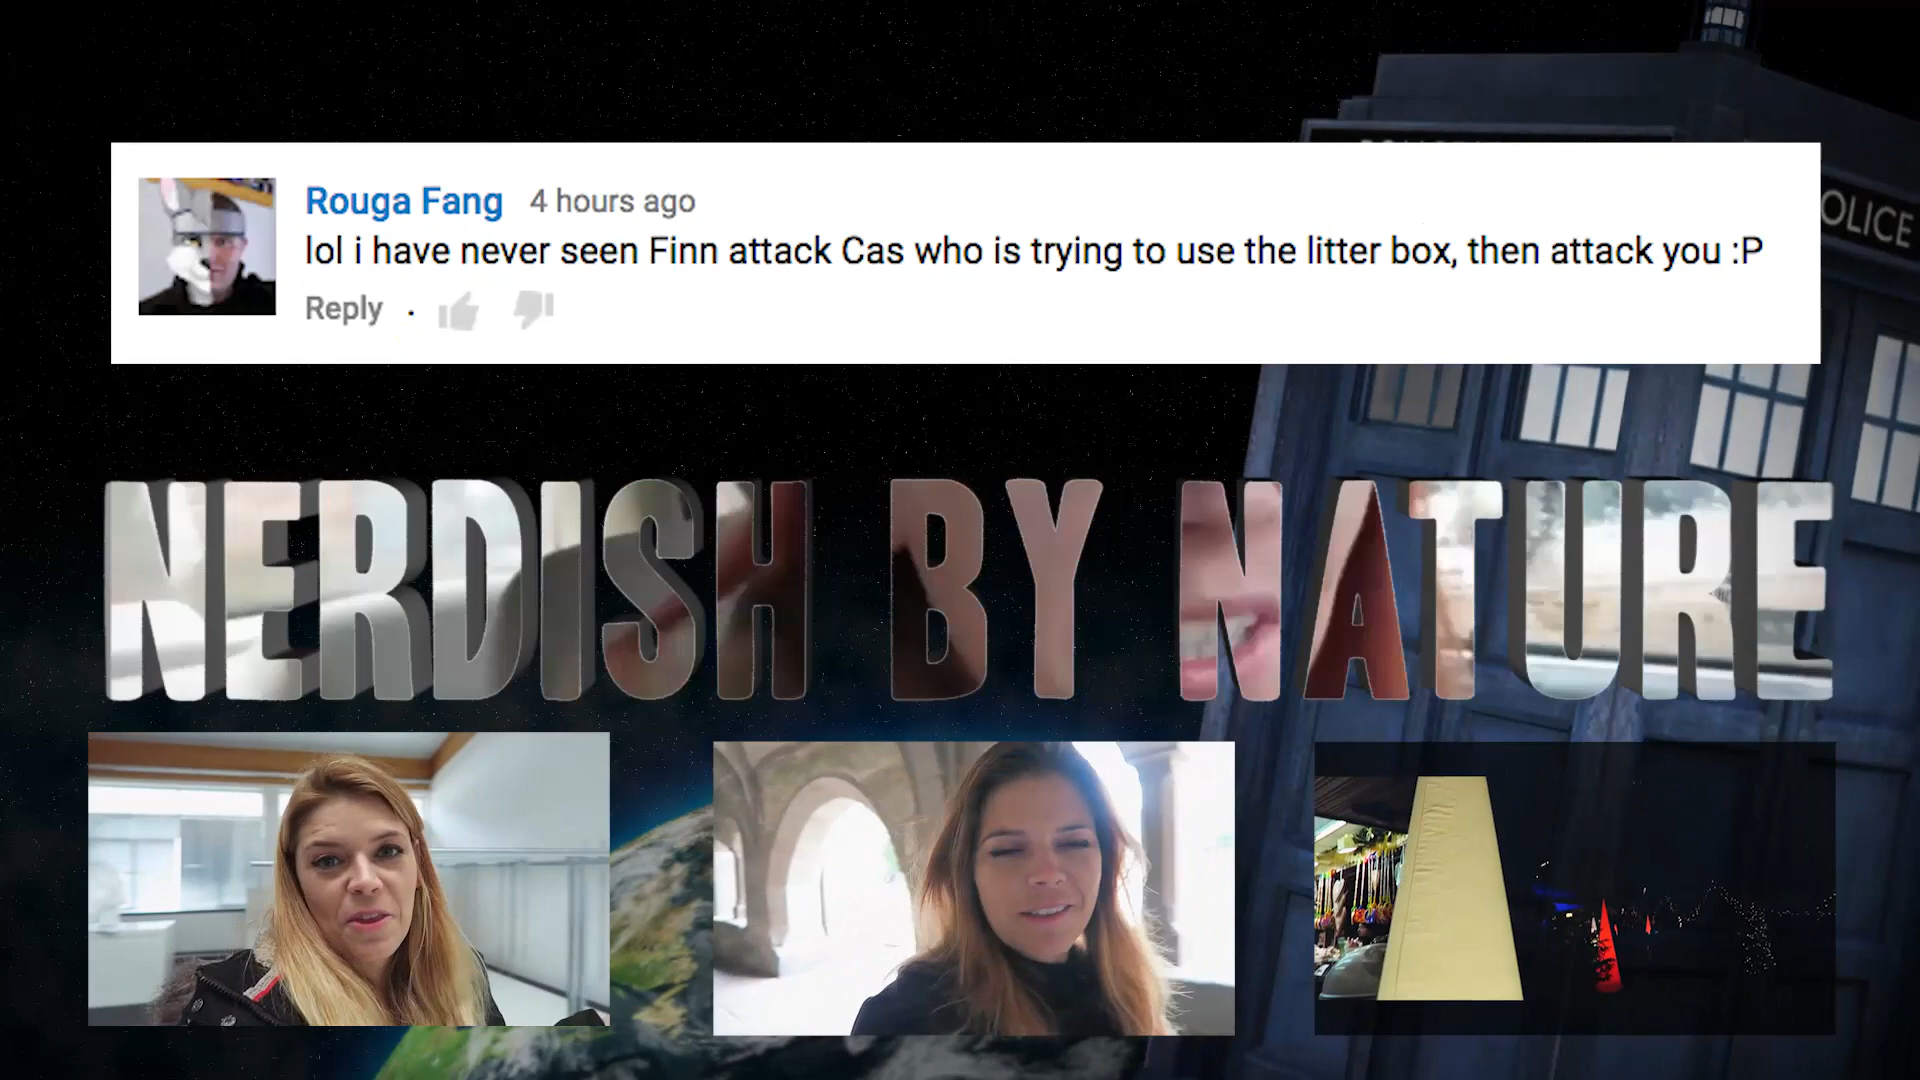 Rouga Fang 4 hours ago
lol i have never seen Finn attack Cas who is trying to use the litter box, then attack you :P
Reply ·
OLICE
NERDISH BY NATURE